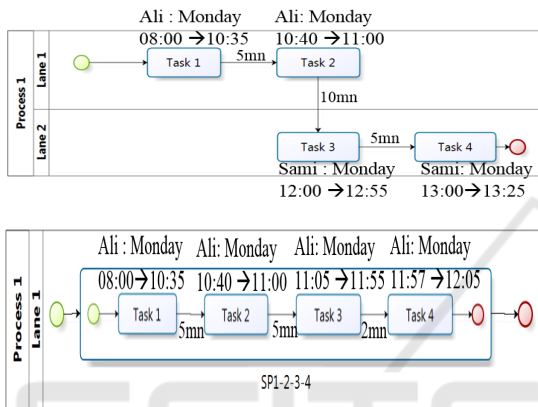 Ali : Monday Ali: Monday
08:00 →10:35 10:40 →11:00
Process 1
Lane 1
Task 1
5mn
Task 2
10mn
Lane 2
Task 3
5mn
Task 4
Sami : Monday Sami: Monday
12:00 →12:55 13:00→13:25
Ali : Monday Ali: Monday Ali: Monday Ali: Monday
08:00→10:35 10:40→11:00 11:05→11:55 11:57→12:05
Process 1
Lane 1
Task 1 Task 2 Task 3 Task 4
5mn 5mn 2mn
SP1-2-3-4